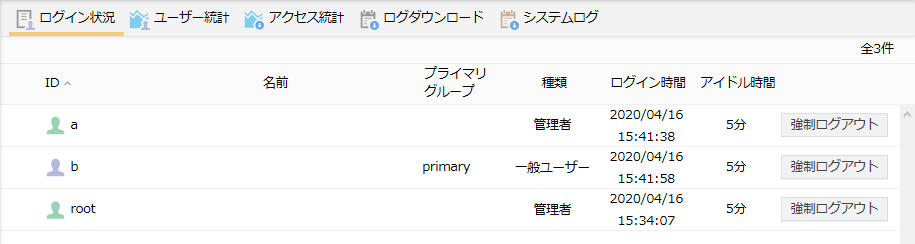 ログイン状況 ユーザー統計 アクセス統計 ログダウンロード システムログ
全3件
ID 名前 プライマリ
グループ 種類 ログイン時間 アイドル時間
a 管理者 2020/04/16
15:41:38 5分 強制ログアウト
b primary 一般ユーザー 2020/04/16
15:41:58 5分 強制ログアウト
root 管理者 2020/04/16
15:34:07 5分 強制ログアウト